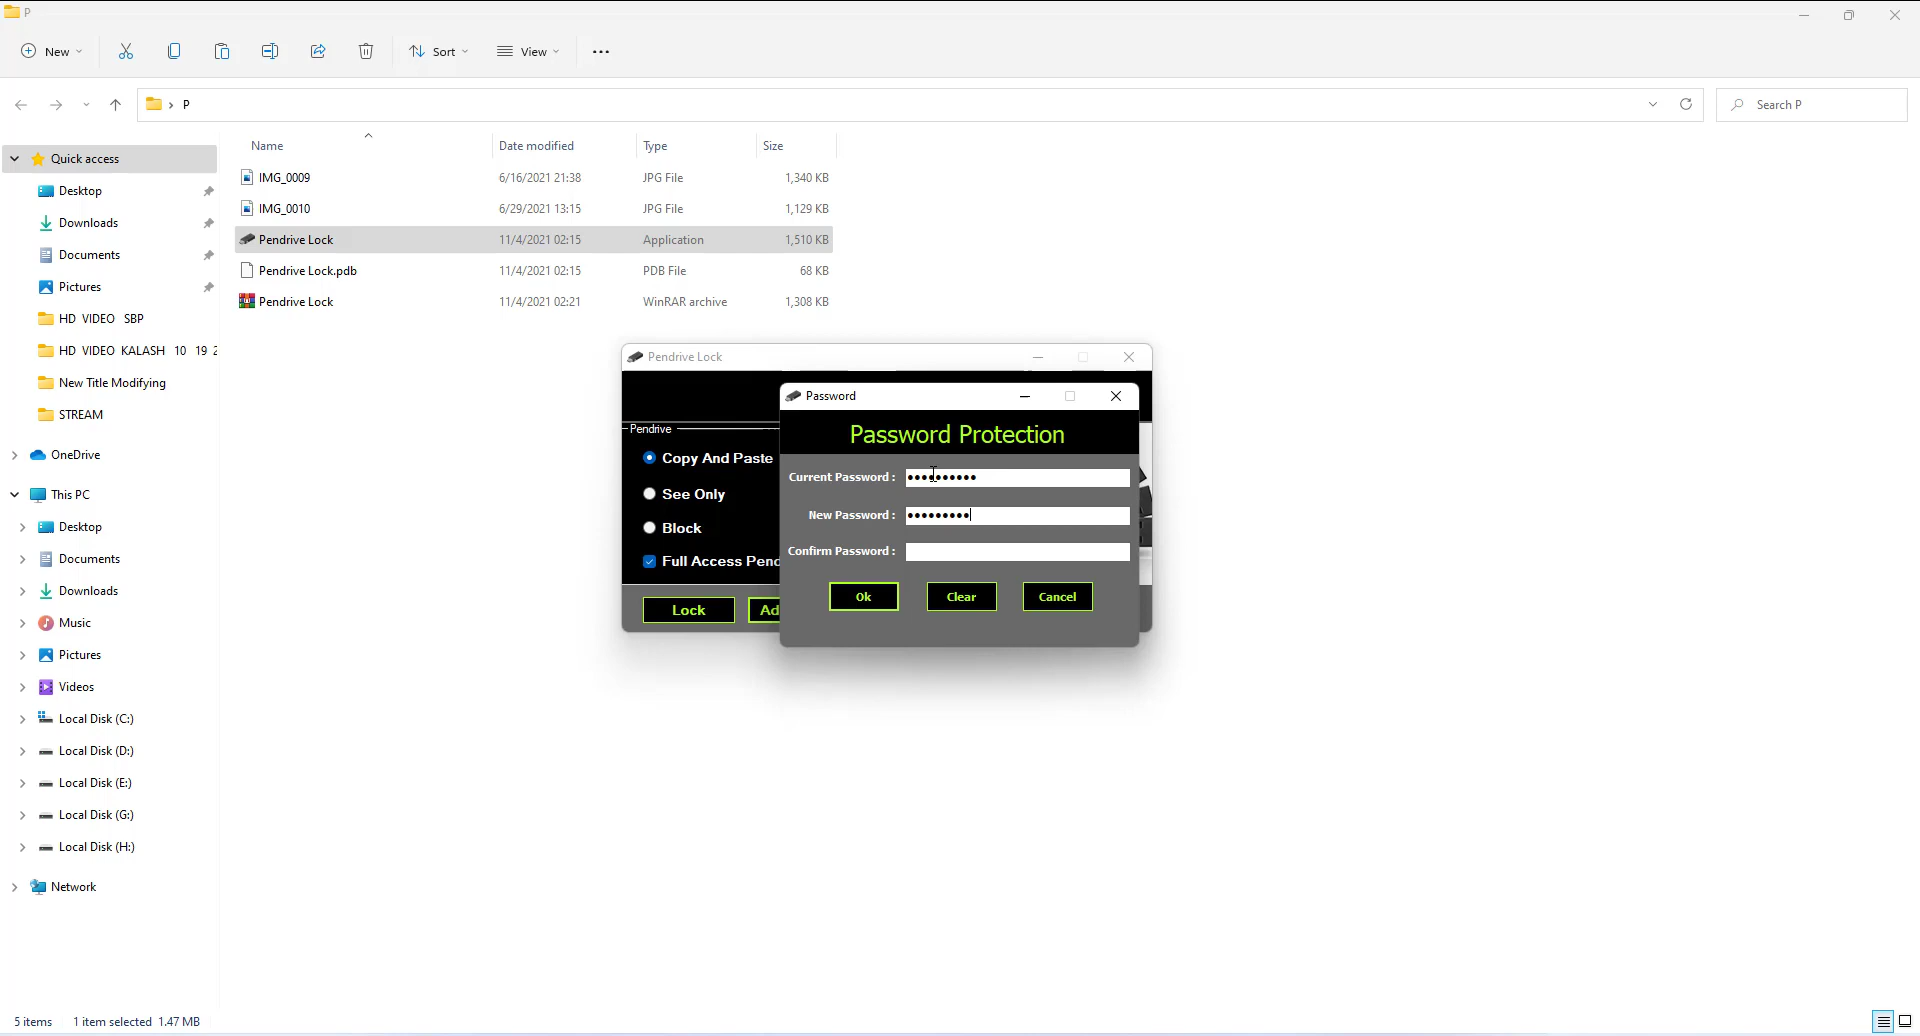 P
New
Sort
View
P
Search P
Quick access
Desktop
Downloads
Documents
Pictures
HD VIDEO SBP
HD VIDEO KALASH 10 19 2
New Title Modifying
STREAM
OneDrive
This PC
Desktop
Documents
Downloads
Music
Pictures
Videos
Local Disk (C:)
Local Disk (D:)
Local Disk (E:)
Local Disk (G:)
Local Disk (H:)
Network
Name Date modified Type Size
IMG_0009 6/16/2021 21:38 JPG File 1,340 KB
IMG_0010 6/29/2021 13:15 JPG File 1,129 KB
Pendrive Lock 11/4/2021 02:15 Application 1,510 KB
Pendrive Lock.pdb 11/4/2021 02:15 PDB File 68 KB
Pendrive Lock 11/4/2021 02:21 WinRAR archive 1,308 KB
Pendrive Lock
Pendrive
Copy And Paste
See Only
Block
Full Access Pend
Lock
Ad
Password
Password Protection
Current Password : ••••••••••
New Password : •••••••••
Confirm Password :
Ok Clear Cancel
5 items 1 item selected 1.47 MB